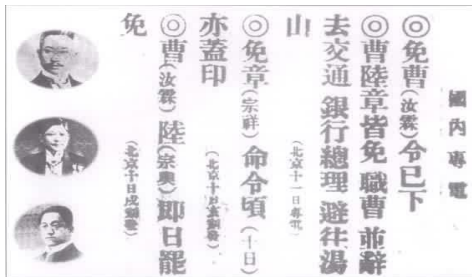 國內專電
◎免曹(汝霖)令已下
◎曹陸章皆免職曹並辭
去交通銀行總理避往湯
山 (北京十一日專電)
◎免章(宗祥)命令頃(十日)
亦蓋印 (北京十日亥刻發)
◎曹(汝霖)陸(宗輿)即日罷
免 (北京十日戌刻發)